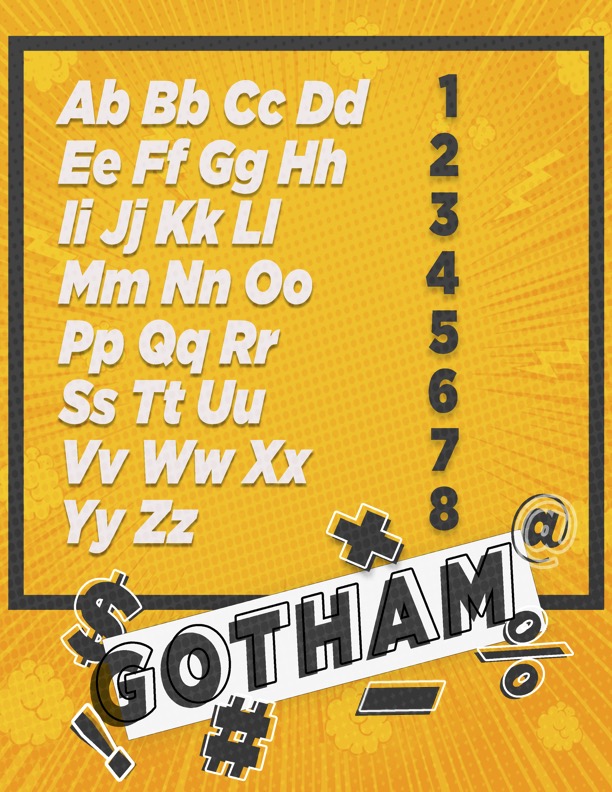 Ab Bb Cc Dd
Ee Ff Gg Hh
Ii Jj Kk Ll
Mm Nn Oo
Pp Qq Rr
Ss Tt Uu
Vv Ww Xx
Yy Zz
1
2
3
4
5
6
7
8
@
$
GOTHAM
%
!
#